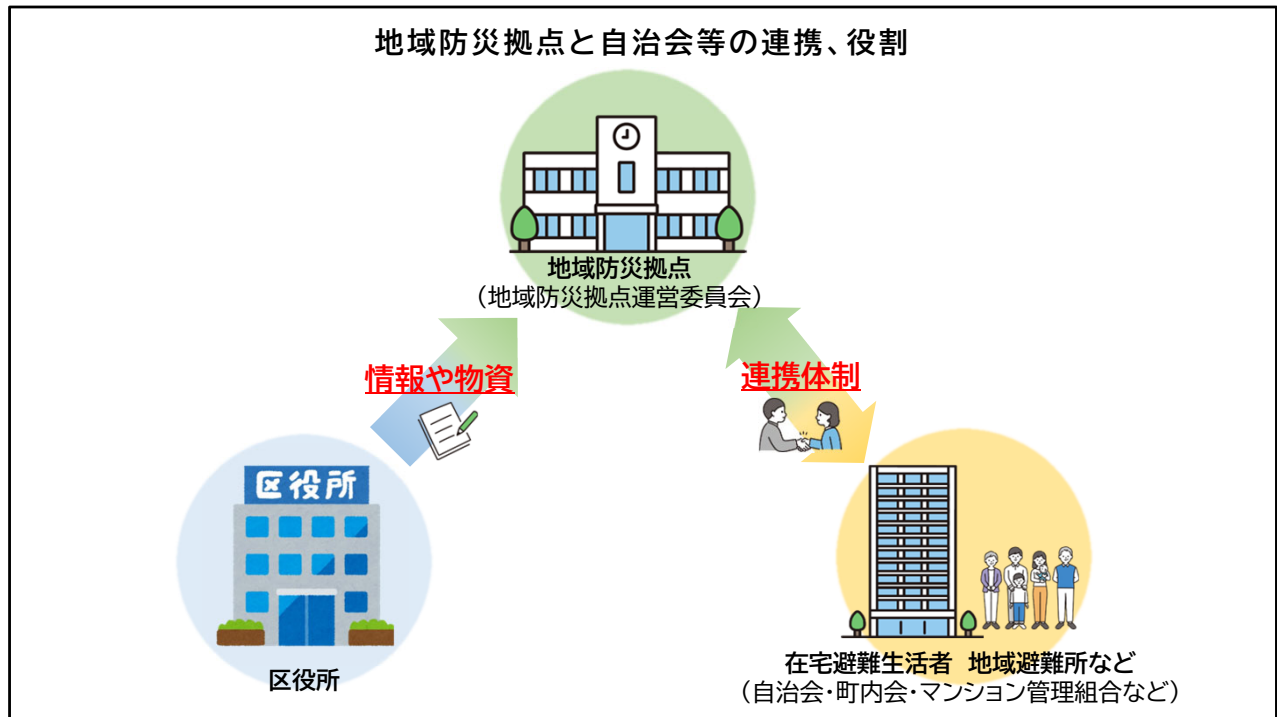 地域防災拠点と自治会等の連携、役割
地域防災拠点
（地域防災拠点運営委員会）
情報や物資
連携体制
区役所
区役所
在宅避難生活者 地域避難所など
（自治会・町内会・マンション管理組合など）